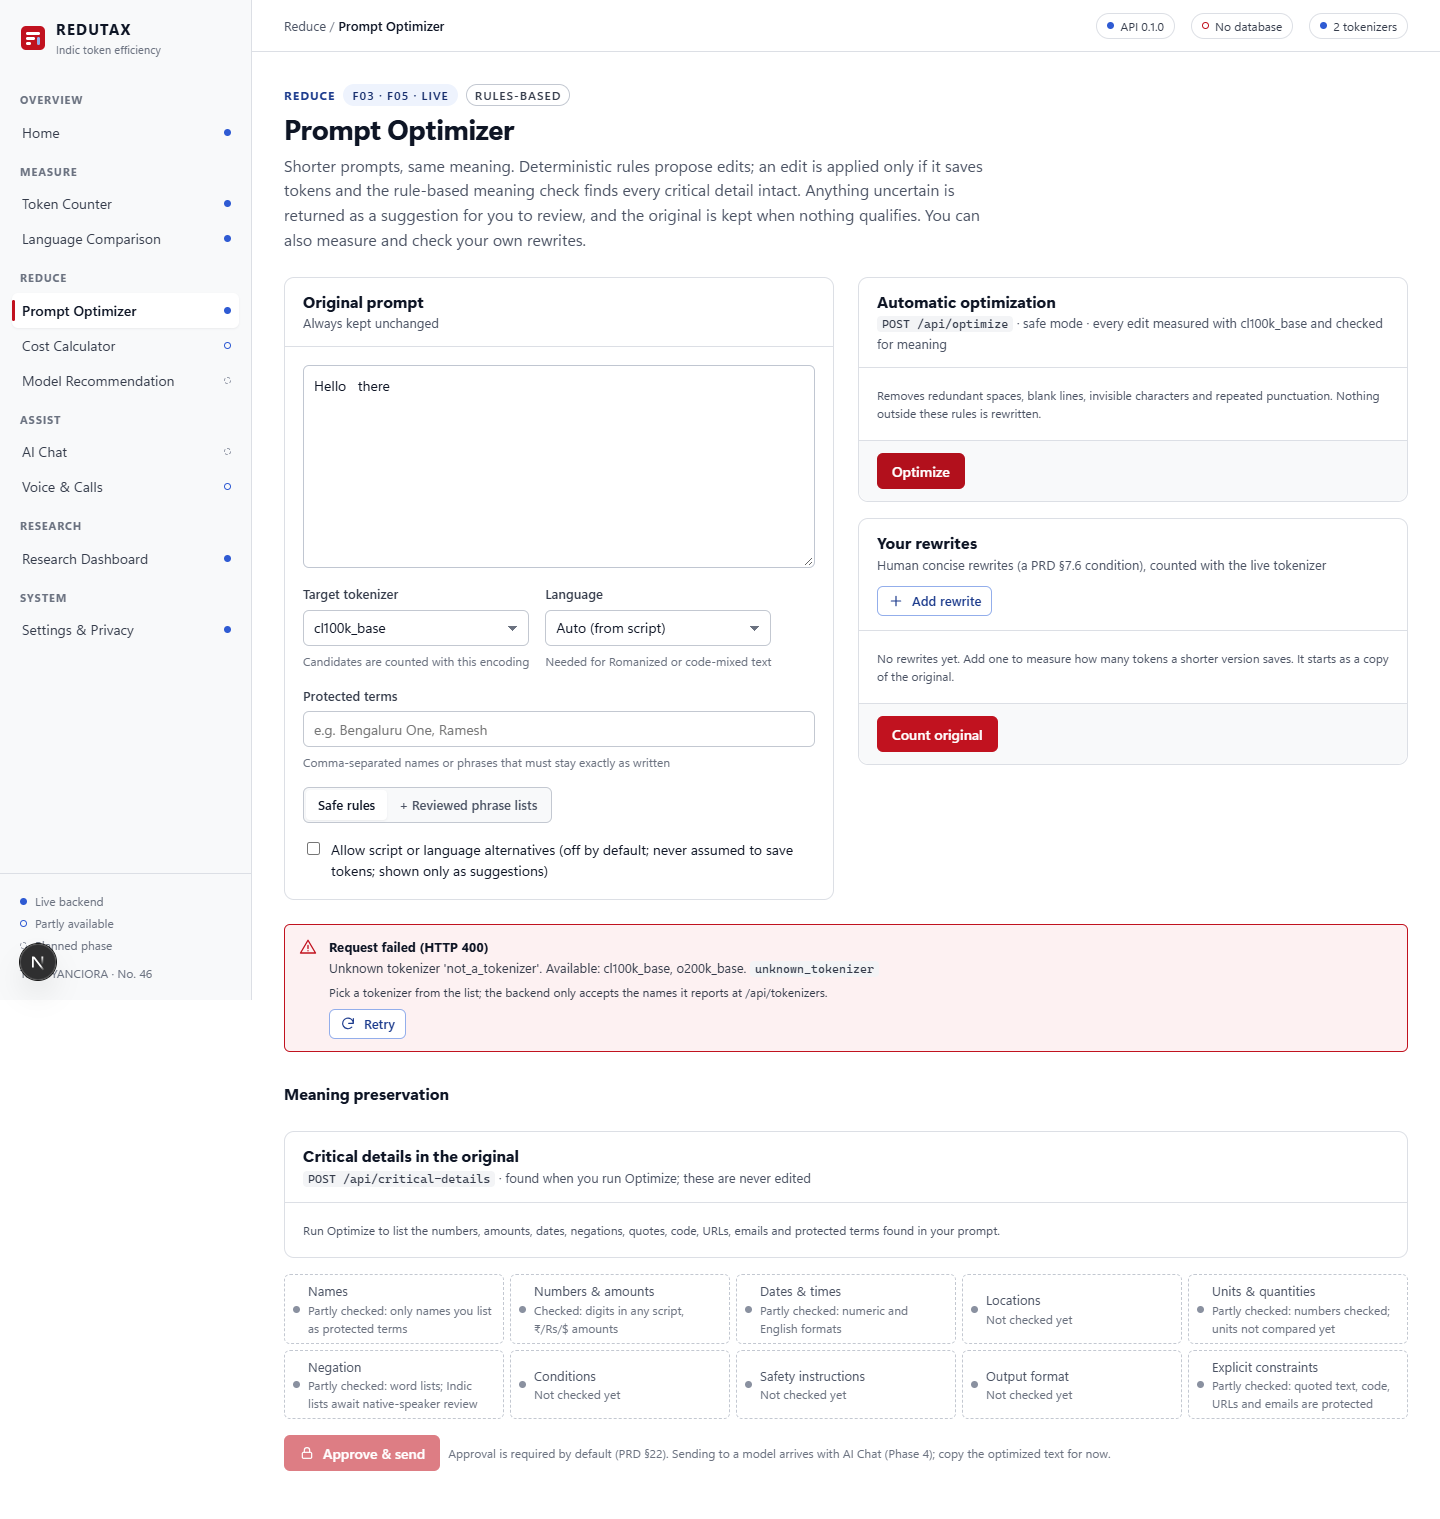 REDUTAX
Indic token efficiency
OVERVIEW
Home
MEASURE
Token Counter
Language Comparison
REDUCE
Prompt Optimizer
Cost Calculator
Model Recommendation
ASSIST
AI Chat
Voice & Calls
RESEARCH
Research Dashboard
SYSTEM
Settings & Privacy
Live backend
Partly available
nned phase
N
YANCIORA · No. 46
Reduce / Prompt Optimizer
API 0.1.0
No database
2 tokenizers
REDUCE F03 · F05 · LIVE RULES-BASED
Prompt Optimizer
Shorter prompts, same meaning. Deterministic rules propose edits; an edit is applied only if it saves
tokens and the rule-based meaning check finds every critical detail intact. Anything uncertain is
returned as a suggestion for you to review, and the original is kept when nothing qualifies. You can
also measure and check your own rewrites.
Original prompt
Always kept unchanged
Hello   there
Target tokenizer
cl100k_base
Candidates are counted with this encoding
Language
Auto (from script)
Needed for Romanized or code-mixed text
Protected terms
e.g. Bengaluru One, Ramesh
Comma-separated names or phrases that must stay exactly as written
Safe rules + Reviewed phrase lists
Allow script or language alternatives (off by default; never assumed to save
tokens; shown only as suggestions)
Automatic optimization
POST /api/optimize · safe mode · every edit measured with cl100k_base and checked
for meaning
Removes redundant spaces, blank lines, invisible characters and repeated punctuation. Nothing
outside these rules is rewritten.
Optimize
Your rewrites
Human concise rewrites (a PRD §7.6 condition), counted with the live tokenizer
+ Add rewrite
No rewrites yet. Add one to measure how many tokens a shorter version saves. It starts as a copy
of the original.
Count original
Request failed (HTTP 400)
Unknown tokenizer 'not_a_tokenizer'. Available: cl100k_base, o200k_base. unknown_tokenizer
Pick a tokenizer from the list; the backend only accepts the names it reports at /api/tokenizers.
Retry
Meaning preservation
Critical details in the original
POST /api/critical-details · found when you run Optimize; these are never edited
Run Optimize to list the numbers, amounts, dates, negations, quotes, code, URLs, emails and protected terms found in your prompt.
Names
Partly checked: only names you list
as protected terms
Numbers & amounts
Checked: digits in any script,
₹/Rs/$ amounts
Dates & times
Partly checked: numeric and
English formats
Locations
Not checked yet
Units & quantities
Partly checked: numbers checked;
units not compared yet
Negation
Partly checked: word lists; Indic
lists await native-speaker review
Conditions
Not checked yet
Safety instructions
Not checked yet
Output format
Not checked yet
Explicit constraints
Partly checked: quoted text, code,
URLs and emails are protected
Approve & send
Approval is required by default (PRD §22). Sending to a model arrives with AI Chat (Phase 4); copy the optimized text for now.